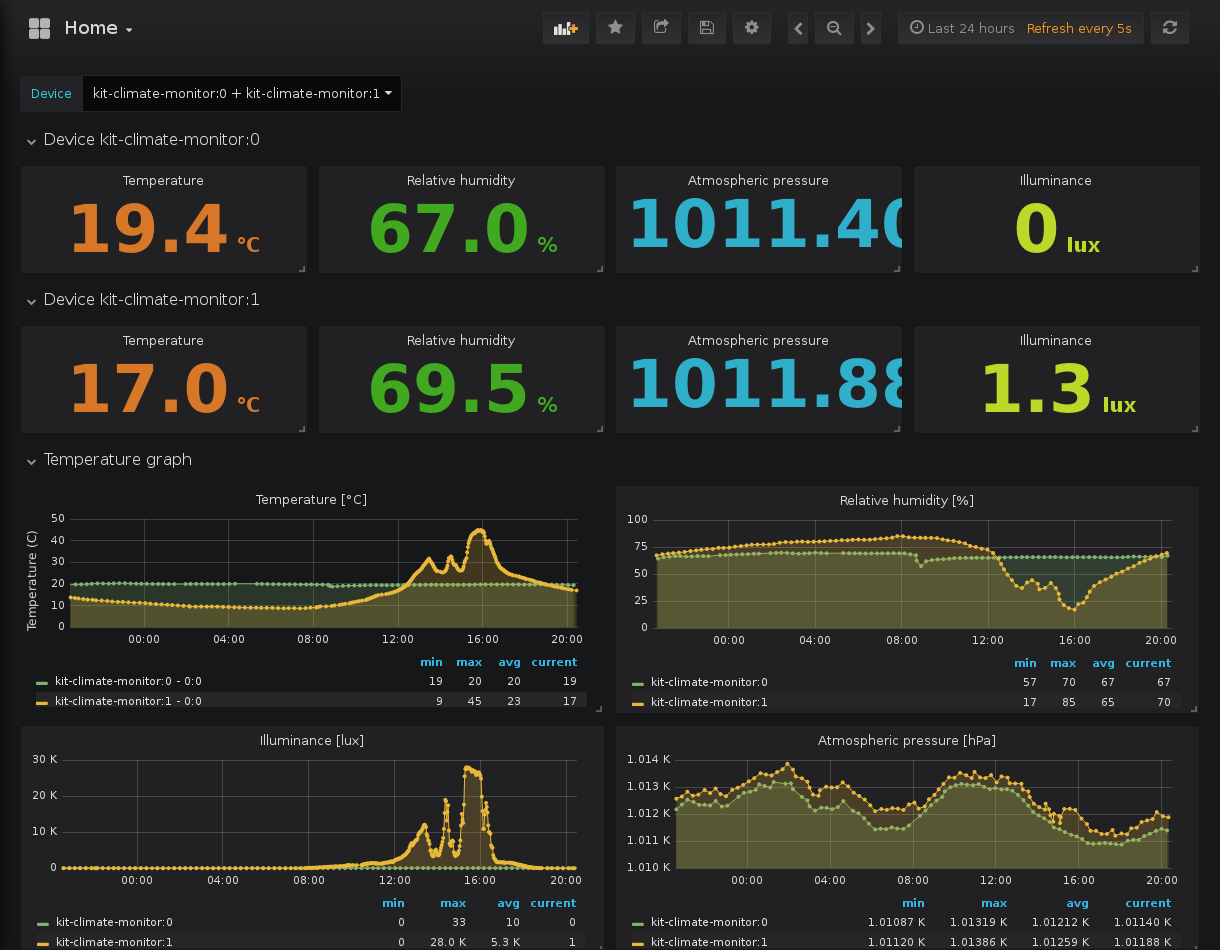 Home
Last 24 hours Refresh every 5s
Device kit-climate-monitor:0 + kit-climate-monitor:1
Device kit-climate-monitor:0
Temperature
19.4 °C
Relative humidity
67.0 %
Atmospheric pressure
1011.40
Illuminance
0 lux
Device kit-climate-monitor:1
Temperature
17.0 °C
Relative humidity
69.5 %
Atmospheric pressure
1011.88
Illuminance
1.3 lux
Temperature graph
Temperature [°C]
Temperature (C)
50
40
30
20
10
0
00:00 04:00 08:00 12:00 16:00 20:00
min max avg current
kit-climate-monitor:0 - 0:0 19 20 20 19
kit-climate-monitor:1 - 0:0 9 45 23 17
Relative humidity [%]
100
75
50
25
0
00:00 04:00 08:00 12:00 16:00 20:00
min max avg current
kit-climate-monitor:0 57 70 67 67
kit-climate-monitor:1 17 85 65 70
Illuminance [lux]
30 K
20 K
10 K
0
00:00 04:00 08:00 12:00 16:00 20:00
min max avg current
kit-climate-monitor:0 0 33 10 0
kit-climate-monitor:1 0 28.0 K 5.3 K 1
Atmospheric pressure [hPa]
1.014 K
1.013 K
1.012 K
1.011 K
1.010 K
00:00 04:00 08:00 12:00 16:00 20:00
min max avg current
kit-climate-monitor:0 1.01087 K 1.01319 K 1.01212 K 1.01140 K
kit-climate-monitor:1 1.01120 K 1.01386 K 1.01259 K 1.01188 K